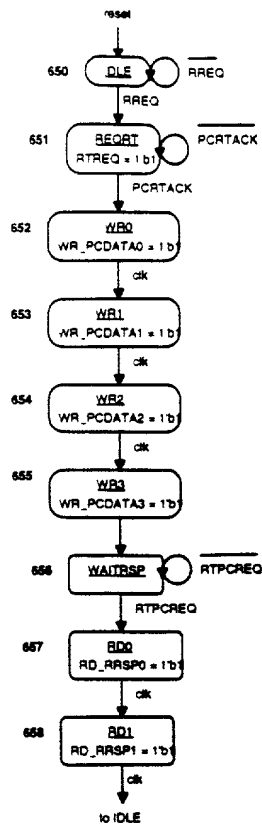 reset
650
IDLE
RREQ
RREQ
651
REQRT
RTREQ = 1'b1
PCRTACK
PCRTACK
652
WR0
WR_PCDATA0 = 1'b1
clk
653
WR1
WR_PCDATA1 = 1'b1
clk
654
WR2
WR_PCDATA2 = 1'b1
clk
655
WR3
WR_PCDATA3 = 1'b1
656
WAITRSP
RTPCREQ
RTPCREQ
657
RD0
RD_RRSP0 = 1'b1
clk
658
RD1
RD_RRSP1 = 1'b1
clk
to IDLE